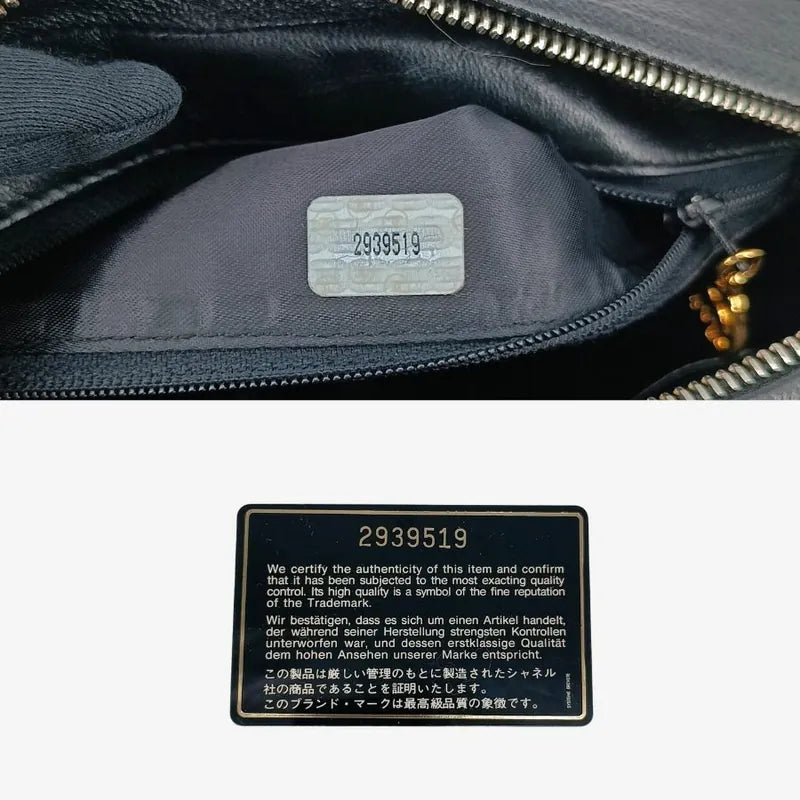 2939519
2939519
We certify the authenticity of this item and confirm
that it has been subjected to the most exacting quality
control. Its high quality is a symbol of the fine reputation
of the Trademark.
Wir bestätigen, dass es sich um einen Artikel handelt,
der während seiner Herstellung strengsten Kontrollen
unterworfen war, und dessen erstklassige Qualität
dem hohen Ansehen unserer Marke entspricht.
この製品は厳しい管理のもとに製造されたシャネル
社の商品であることを証明いたします。
このブランド・マークは最高級品質の象徴です。